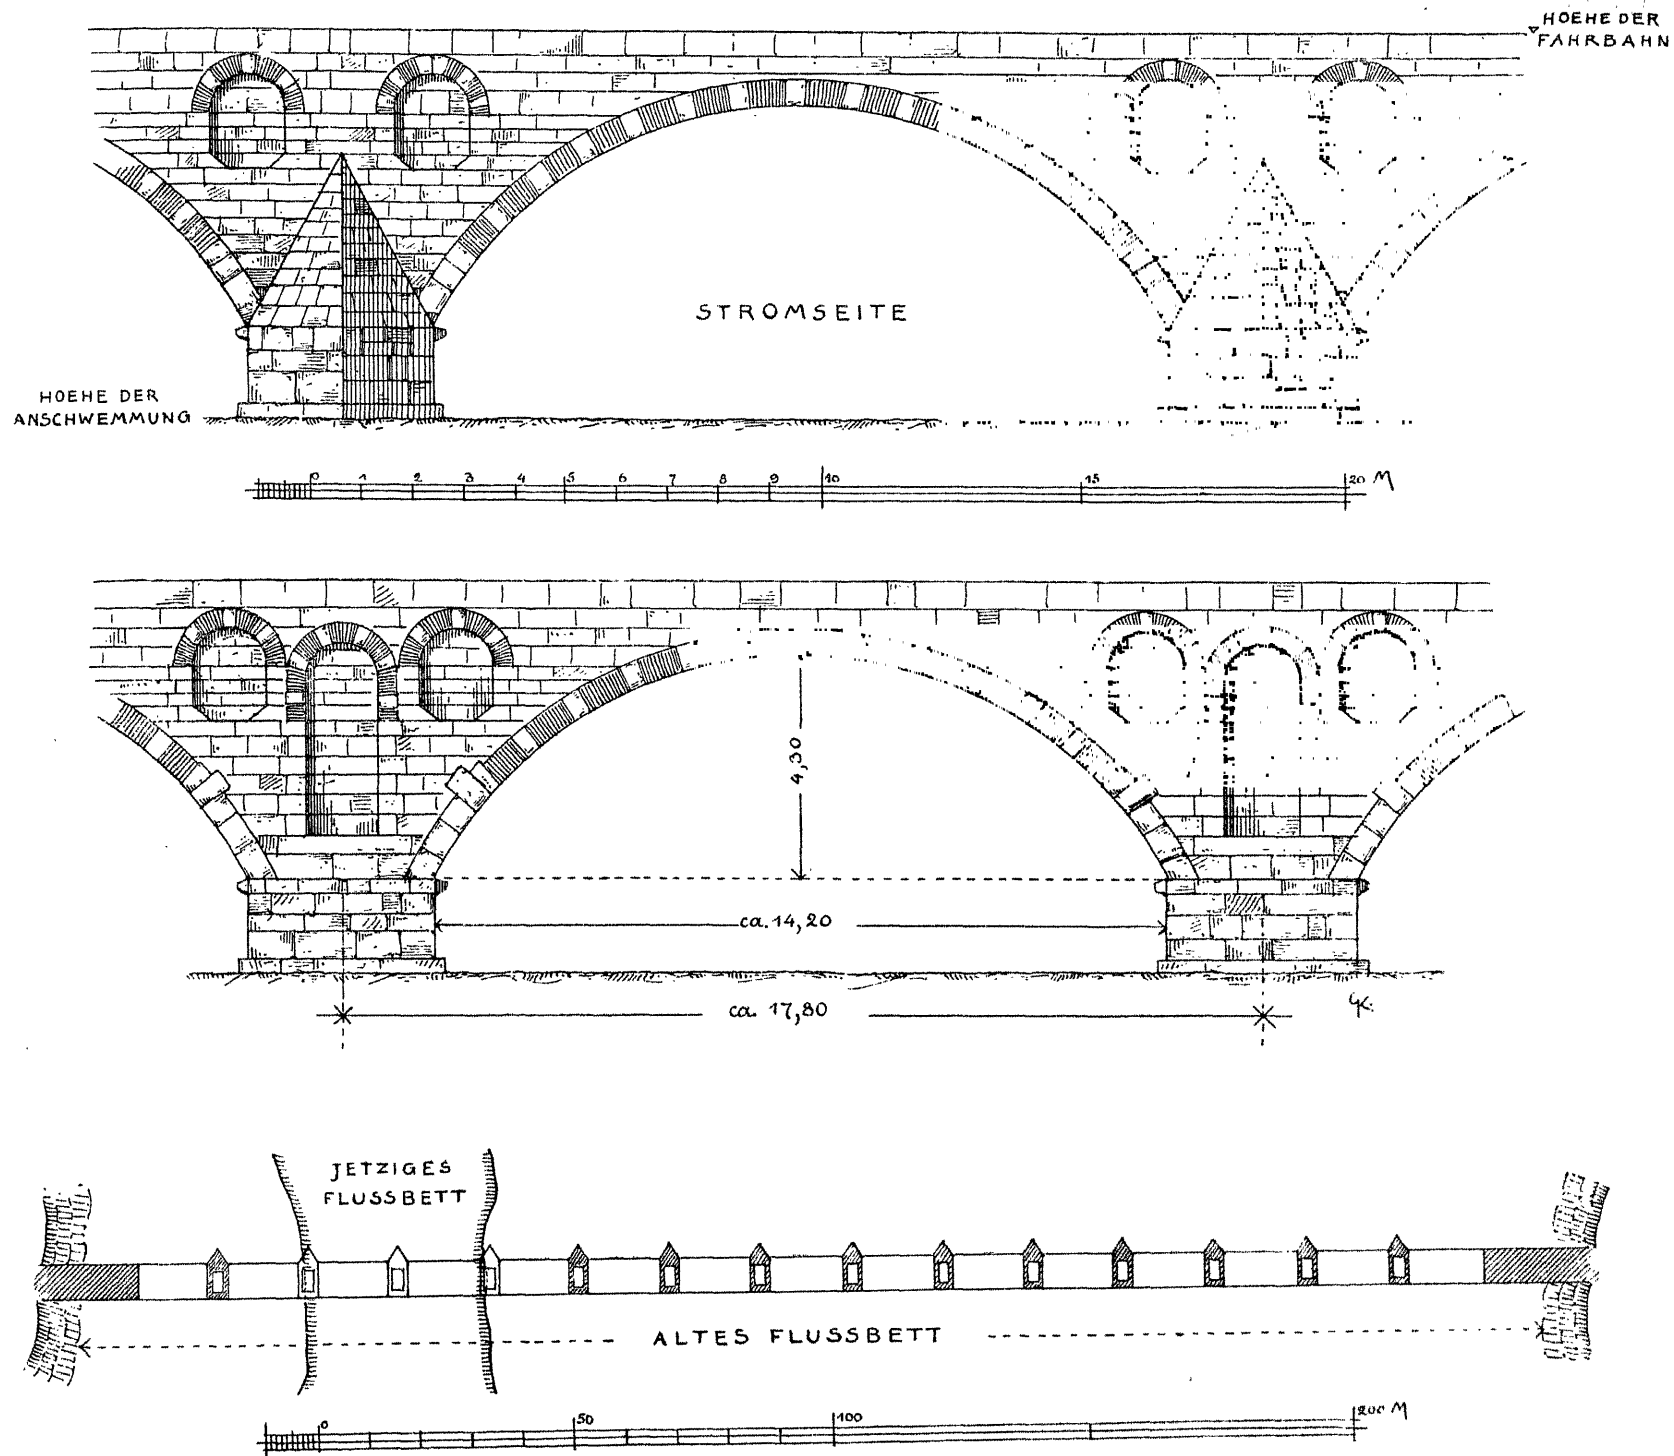 HOEHE DER
FAHRBAHN
STROMSEITE
HOEHE DER
ANSCHWEMMUNG
0 1 2 3 4 5 6 7 8 9 10 15 20 M
4,30
ca. 14,20
ca. 17,80
GK.
JETZIGES
FLUSSBETT
ALTES FLUSSBETT
0 50 100 200 M